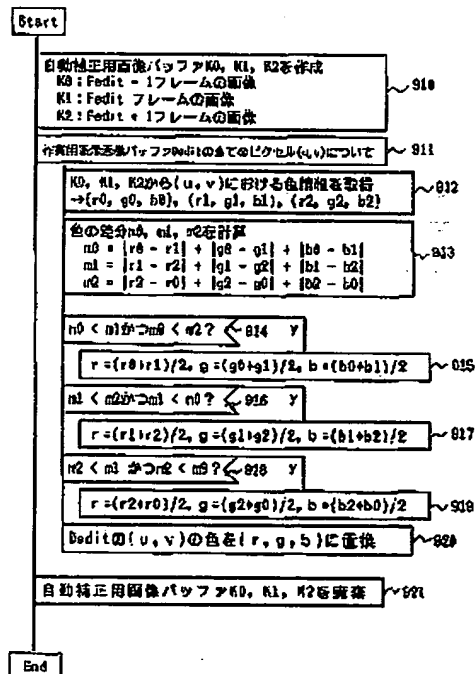 Start
自動補正用画像バッファK0, K1, K2を作成
K0：Fedit - 1フレームの画像
K1：Fedit フレームの画像
K2：Fedit + 1フレームの画像
910
作業用表示画像バッファDeditの全てのピクセル(u,v)について
911
K0, K1, K2から(u, v)における色情報を取得
→(r0, g0, b0), (r1, g1, b1), (r2, g2, b2)
912
色の差分m0, m1, m2を計算
m0 = |r0 - r1| + |g0 - g1| + |b0 - b1|
m1 = |r1 - r2| + |g1 - g2| + |b1 - b2|
m2 = |r2 - r0| + |g2 - g0| + |b2 - b0|
913
m0 < m1かつm0 < m2？ 914 Y
r =(r0+r1)/2, g =(g0+g1)/2, b =(b0+b1)/2
915
m1 < m2かつm1 < m0？ 916 Y
r =(r1+r2)/2, g =(g1+g2)/2, b =(b1+b2)/2
917
m2 < m1 かつm2 < m0？ 918 Y
r =(r2+r0)/2, g =(g2+g0)/2, b =(b2+b0)/2
919
Deditの(u, v)の色を(r, g, b)に置換
920
自動補正用画像バッファK0, K1, K2を廃棄
921
End